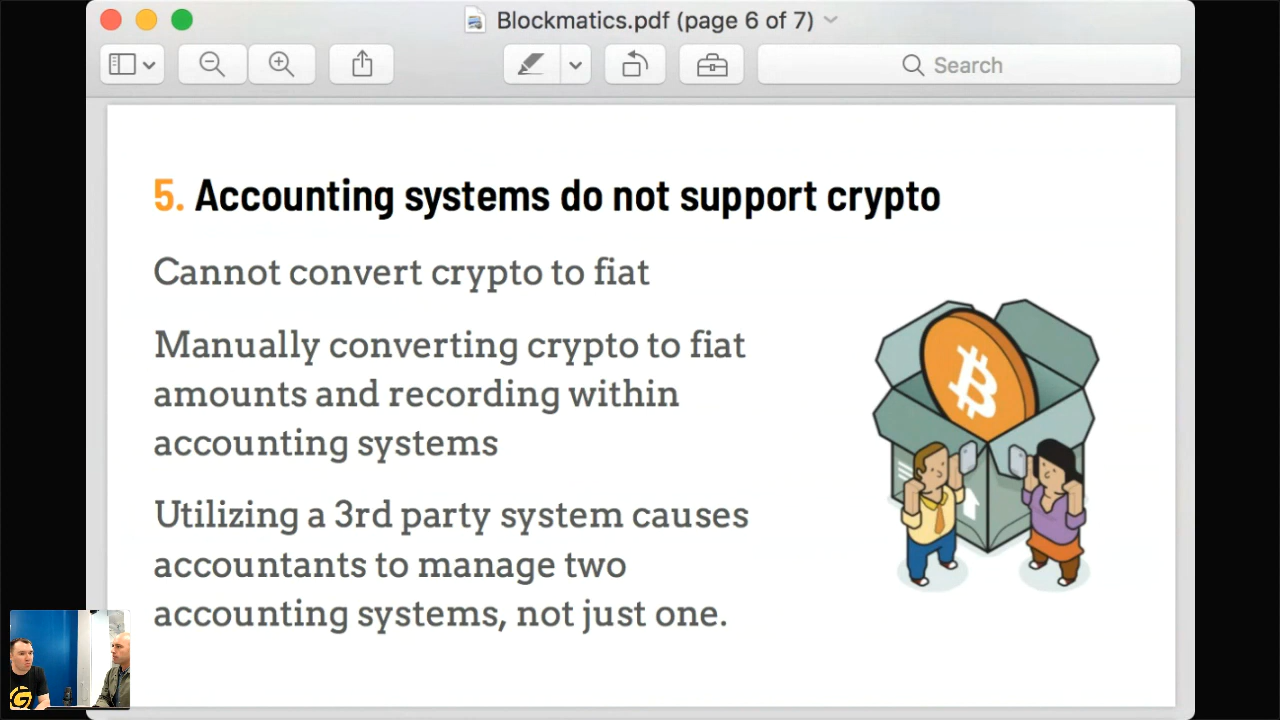 Blockmatics.pdf (page 6 of 7)
Search
5. Accounting systems do not support crypto
Cannot convert crypto to fiat
Manually converting crypto to fiat
amounts and recording within
accounting systems
Utilizing a 3rd party system causes
accountants to manage two
accounting systems, not just one.